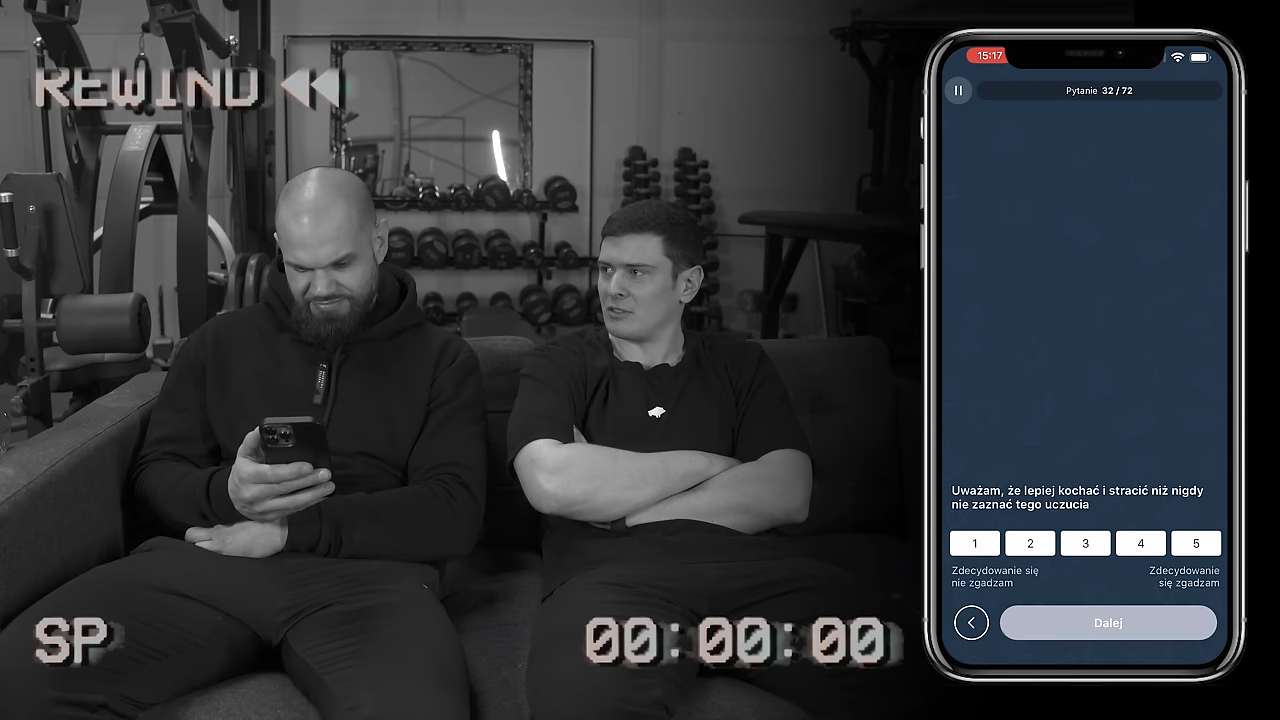 REWIND
SP
00:00:00
15:17
Pytanie 32 / 72
Uważam, że lepiej kochać i stracić niż nigdy
nie zaznać tego uczucia
1 2 3 4 5
Zdecydowanie się
nie zgadzam
Zdecydowanie
się zgadzam
Dalej